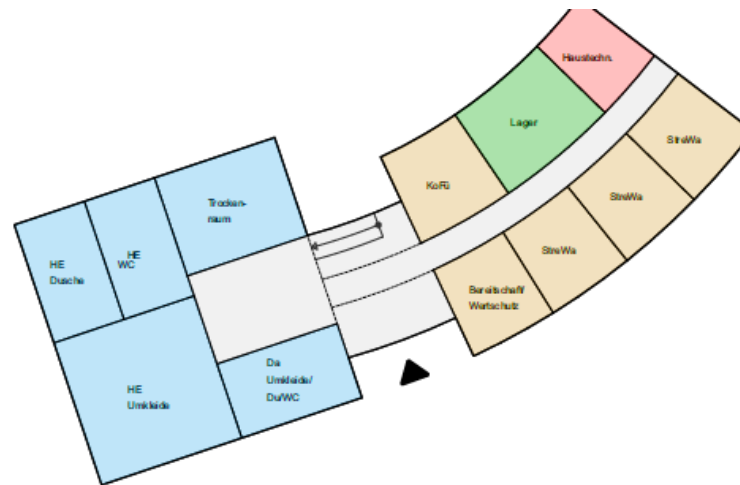 Haustechn.
Lager
StreWa
KoFü
StreWa
StreWa
Bereitschaft/
Wertschutz
Trocken-
raum
HE
WC
HE
Dusche
HE
Umkleide
Da
Umkleide/
Du/WC